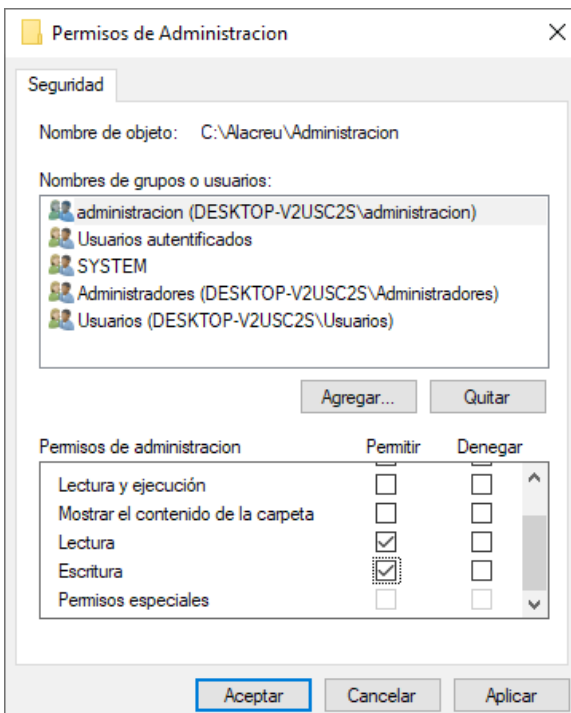 Permisos de Administracion
Seguridad
Nombre de objeto: C:\Alacreu\Administracion
Nombres de grupos o usuarios:
administracion (DESKTOP-V2USC2S\administracion)
Usuarios autentificados
SYSTEM
Administradores (DESKTOP-V2USC2S\Administradores)
Usuarios (DESKTOP-V2USC2S\Usuarios)
Agregar... Quitar
Permisos de administracion Permitir Denegar
Lectura y ejecución
Mostrar el contenido de la carpeta
Lectura
Escritura
Permisos especiales
Aceptar Cancelar Aplicar